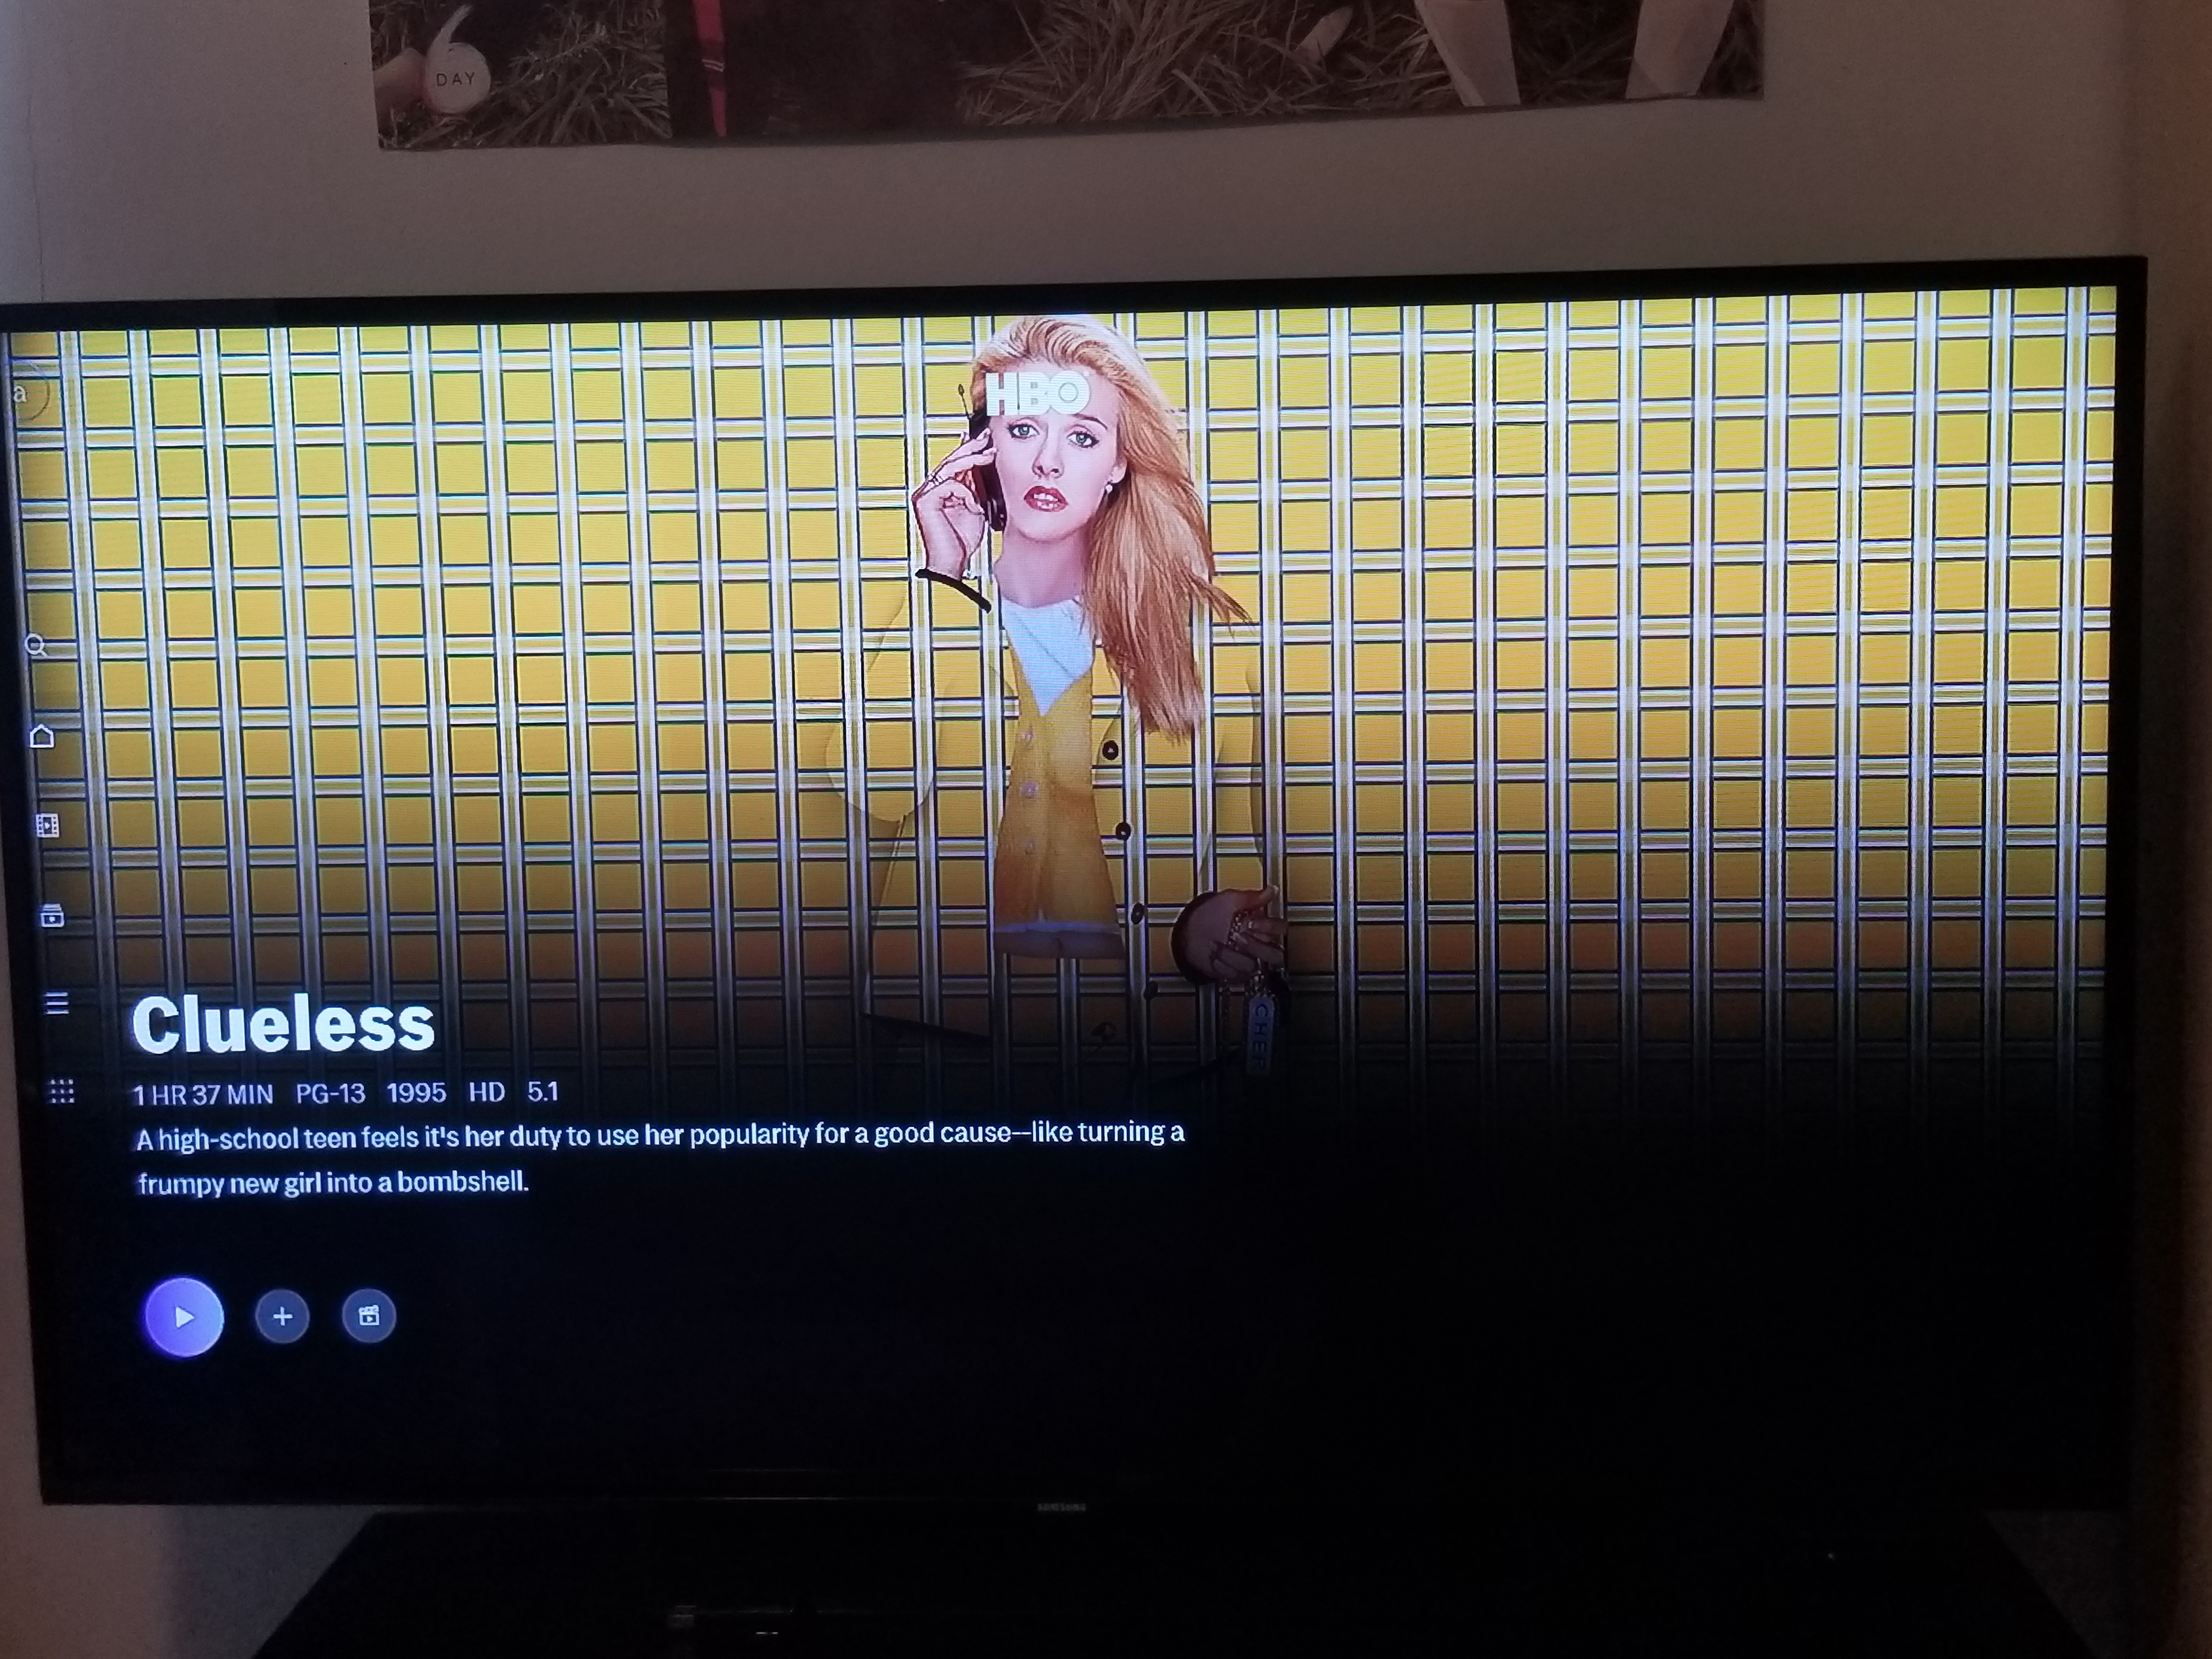 DAY
a
HBO
Clueless
1 HR 37 MIN PG-13 1995 HD 5.1
A high-school teen feels it's her duty to use her popularity for a good cause--like turning a
frumpy new girl into a bombshell.
CHER
SAMSUNG